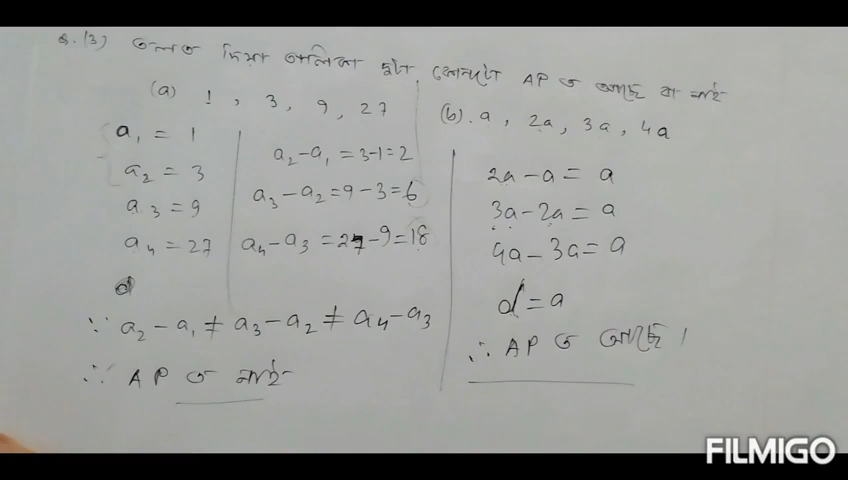 Q.(3) তলত দিয়া তালিকা দুটা কোনটো AP ত আছে বা নাই
(a) 1, 3, 9, 27
a₁ = 1
a₂ = 3
a₃ = 9
a₄ = 27
a₂-a₁ = 3-1=2
a₃-a₂=9-3=6
a₄-a₃=27-9=18
∵ a₂-a₁ ≠ a₃-a₂ ≠ a₄-a₃
∴ AP ত নাই
(b). a, 2a, 3a, 4a
2a-a = a
3a-2a = a
4a-3a = a
d = a
∴ AP ত আছে।
FILMIGO